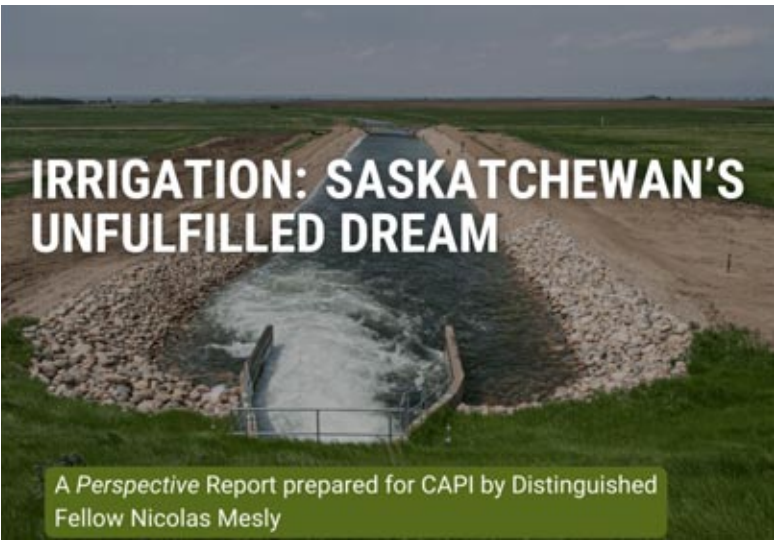 IRRIGATION: SASKATCHEWAN'S
UNFULFILLED DREAM
A Perspective Report prepared for CAPI by Distinguished
Fellow Nicolas Mesly